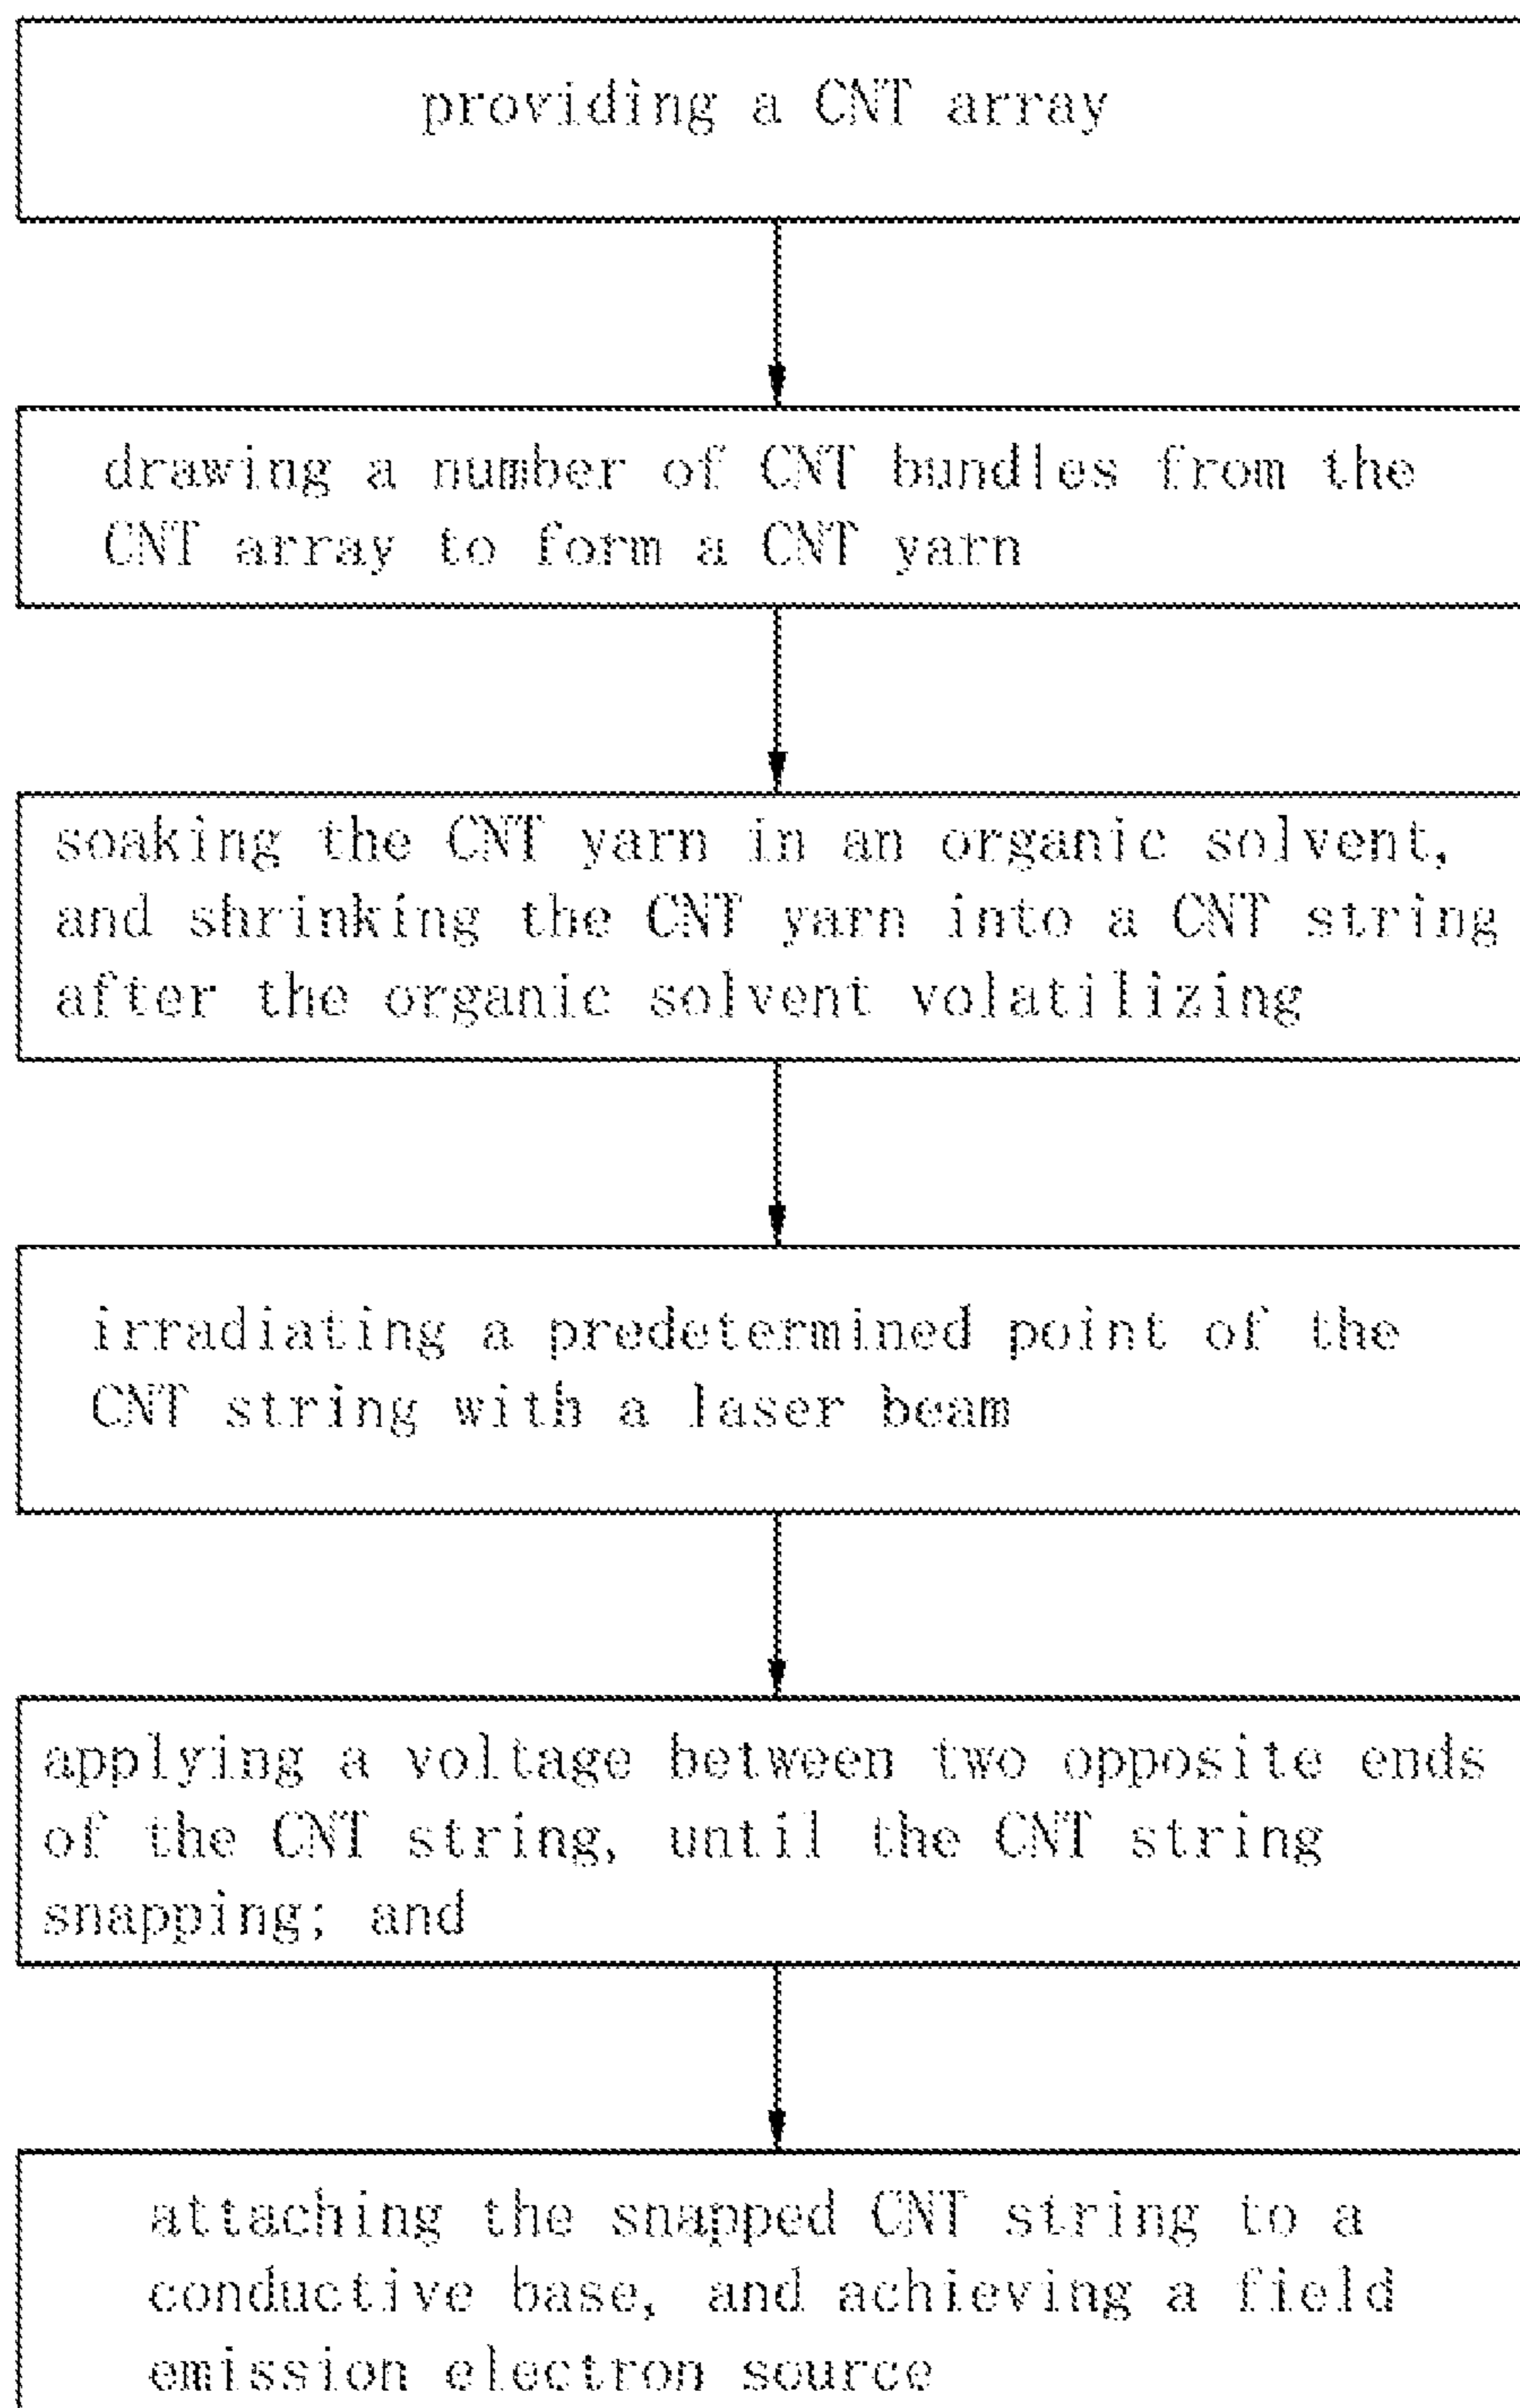 providing a CNT array
drawing a number of CNT bundles from the
CNT array to form a CNT yarn
soaking the CNT yarn in an organic solvent,
and shrinking the CNT yarn into a CNT string
after the organic solvent volatilizing
irradiating a predetermined point of the
CNT string with a laser beam
applying a voltage between two opposite ends
of the CNT string, until the CNT string
snapping; and
attaching the snapped CNT string to a
conductive base, and achieving a field
emission electron source